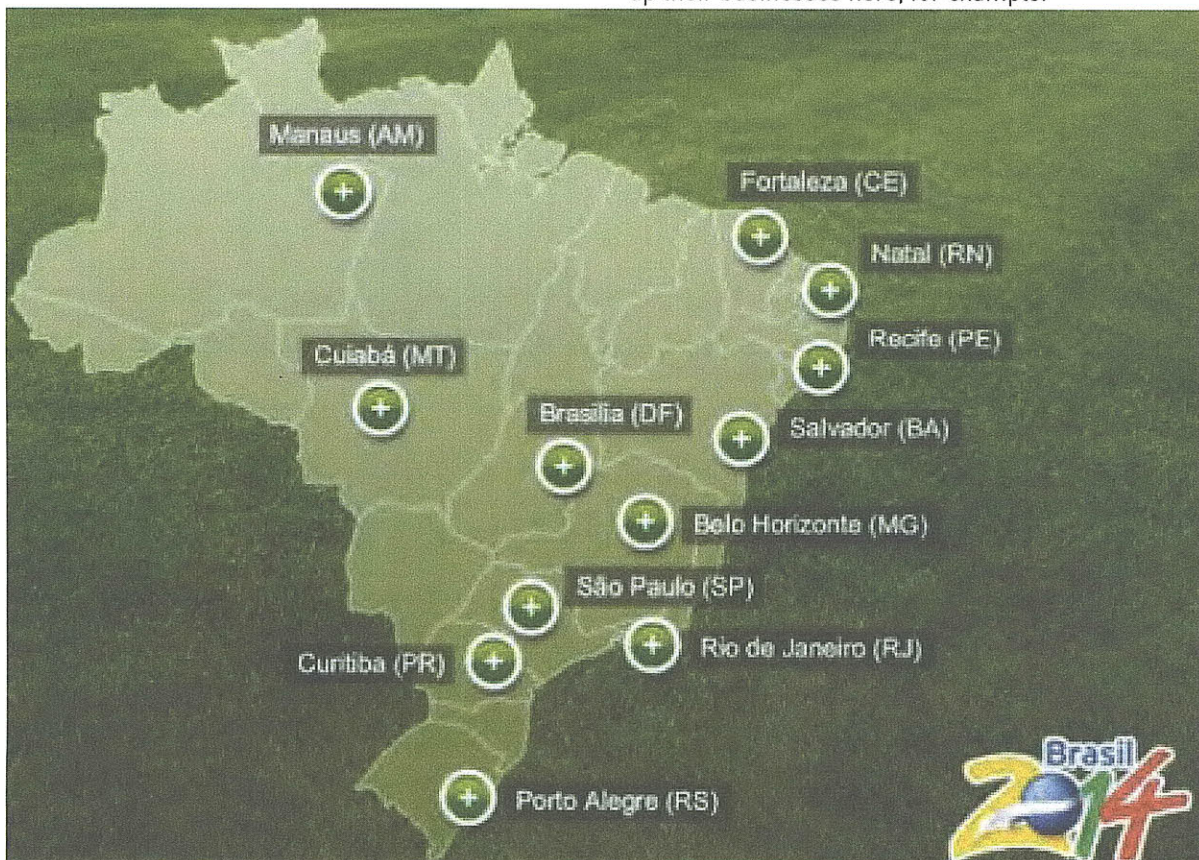 Manaus (AM)
Fortaleza (CE)
Natal (RN)
Recife (PE)
Cuiabá (MT)
Brasília (DF)
Salvador (BA)
Belo Horizonte (MG)
São Paulo (SP)
Rio de Janeiro (RJ)
Curitiba (PR)
Porto Alegre (RS)
Brasil
2014